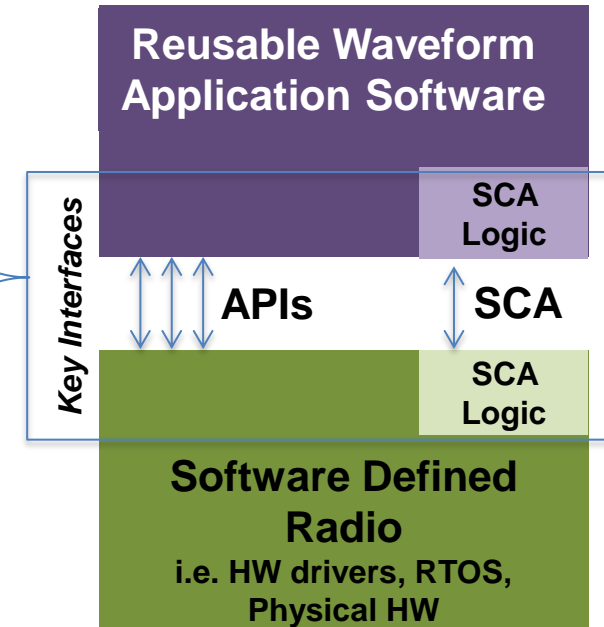 Reusable Waveform
Application Software
SCA
Logic
Key Interfaces
APIs
SCA
SCA
Logic
Software Defined
Radio
i.e. HW drivers, RTOS,
Physical HW